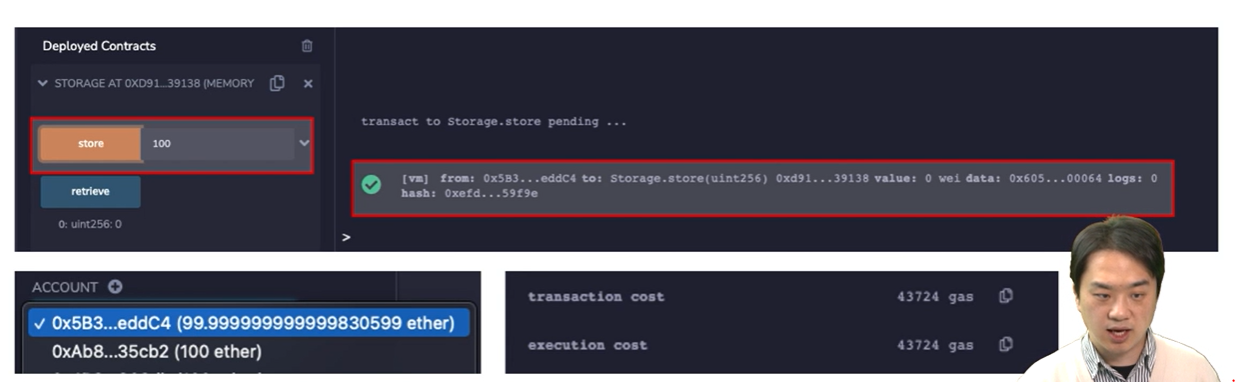 Deployed Contracts
STORAGE AT 0XD91...39138 (MEMORY
store
100
retrieve
0: uint256: 0
transact to Storage.store pending ...
[vm] from: 0x5B3...eddC4 to: Storage.store(uint256) 0xd91...39138 value: 0 wei data: 0x605...00064 logs: 0
hash: 0xefd...59f9e
>
ACCOUNT
0x5B3...eddC4 (99.999999999999830599 ether)
0xAb8...35cb2 (100 ether)
transaction cost
43724 gas
execution cost
43724 gas